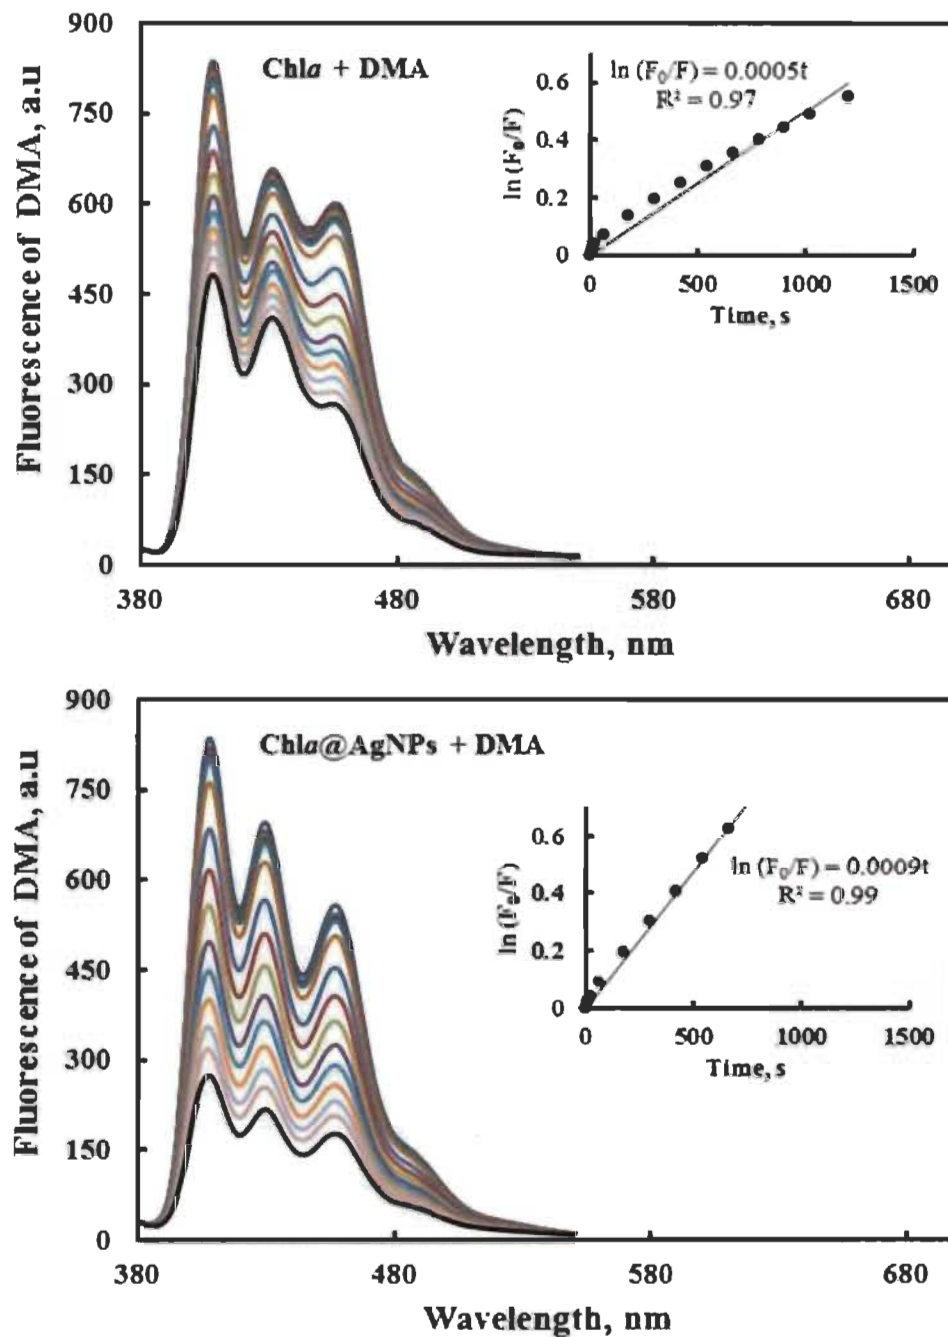 900
750
600
450
300
150
0
Fluorescence of DMA, a.u
Chla + DMA
ln (F₀/F) = 0.0005t
R² = 0.97
0.6
0.4
0.2
0
ln (F₀/F)
0 500 1000 1500
Time, s
380 480 580 680
Wavelength, nm
900
750
600
450
300
150
0
Fluorescence of DMA, a.u
Chla@AgNPs + DMA
0.6
0.4
0.2
0
ln (F₀/F)
ln (F₀/F) = 0.0009t
R² = 0.99
0 500 1000 1500
Time, s
380 480 580 680
Wavelength, nm